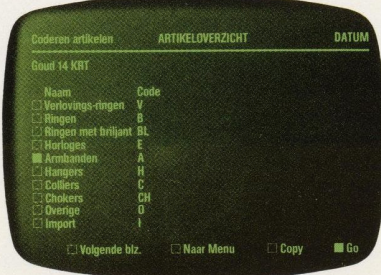 Coderen artikelen ARTIKELOVERZICHT DATUM
Goud 14 KRT
Naam Code
Verlovings-ringen V
Ringen B
Ringen met briljant BL
Horloges E
Armbanden A
Hangers H
Colliers C
Chokers CH
Overige O
Import I
Volgende blz. Naar Menu Copy Go